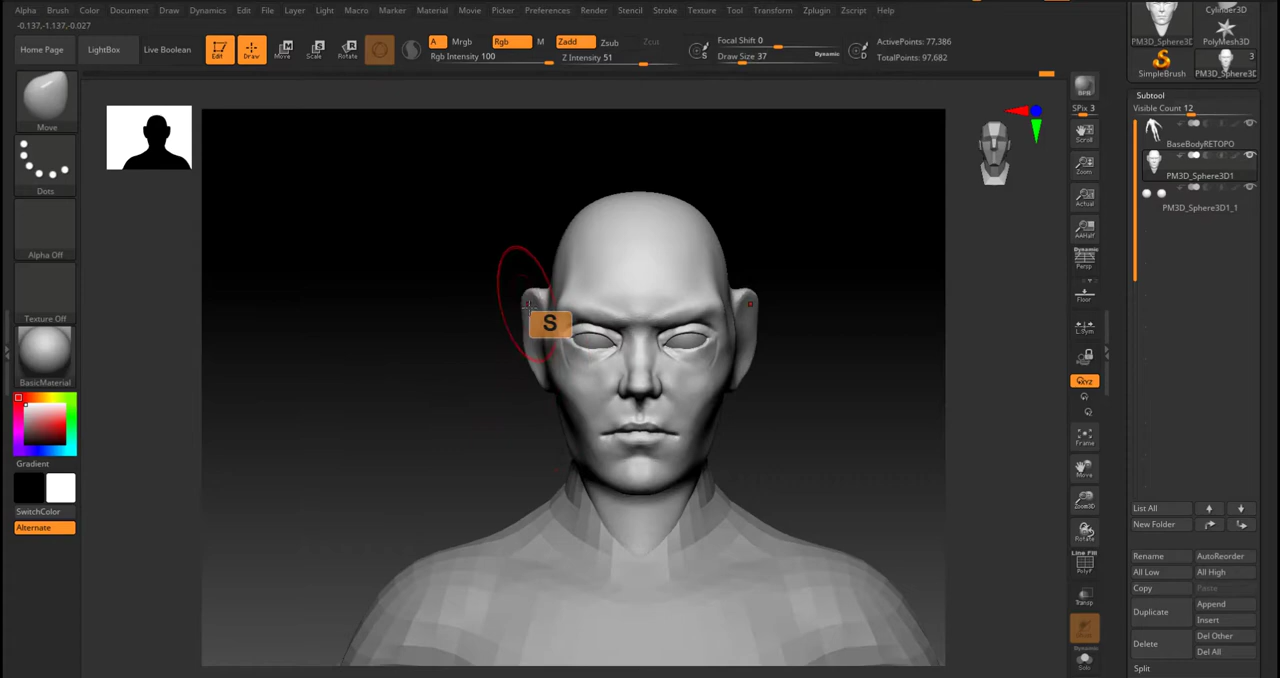 Alpha Brush Color Document Draw Dynamics Edit File Layer Light Macro Marker Material Movie Picker Preferences Render Stencil Stroke Texture Tool Transform Zplugin Zscript Help
-0.137,-1.137,-0.027
Home Page LightBox Live Boolean Edit Draw Move Scale Rotate
A Mrgb Rgb M Zadd Zsub Zcut
Rgb Intensity 100 Z Intensity 51
S Focal Shift 0
Draw Size 37 Dynamic D
ActivePoints: 77,386
TotalPoints: 97,682
Move
Dots
Alpha Off
Texture Off
BasicMaterial
Gradient
SwitchColor
Alternate
S
BPR
SPix 3
Scroll
Zoom
Actual
AAHalf
Dynamic
Persp
Floor
L.Sym
XYZ
Frame
Move
Zoom3D
Rotate
Line Fill
PolyF
Transp
Dynamic
Solo
Cylinder3D
PM3D_Sphere3D PolyMesh3D
3
SimpleBrush PM3D_Sphere3D
Subtool
Visible Count 12
BaseBodyRETOPO
PM3D_Sphere3D1
PM3D_Sphere3D1_1
List All
New Folder
Rename AutoReorder
All Low All High
Copy Paste
Duplicate Append
Insert
Delete Del Other
Del All
Split